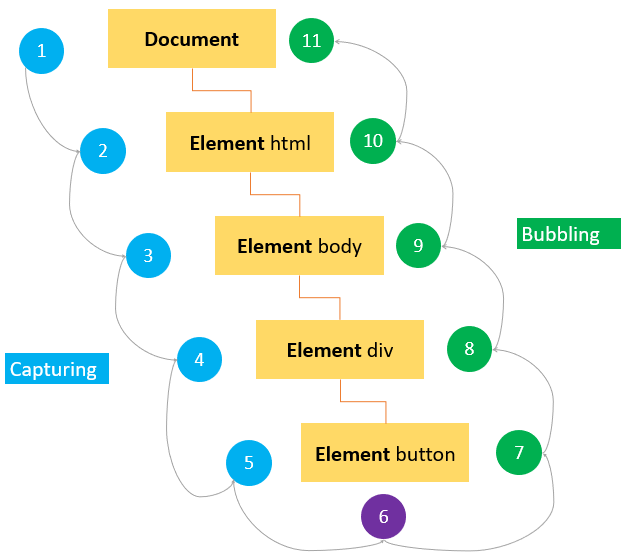 1
Document
11
2
Element html
10
3
Element body
9
Bubbling
4
Element div
8
Capturing
5
Element button
7
6